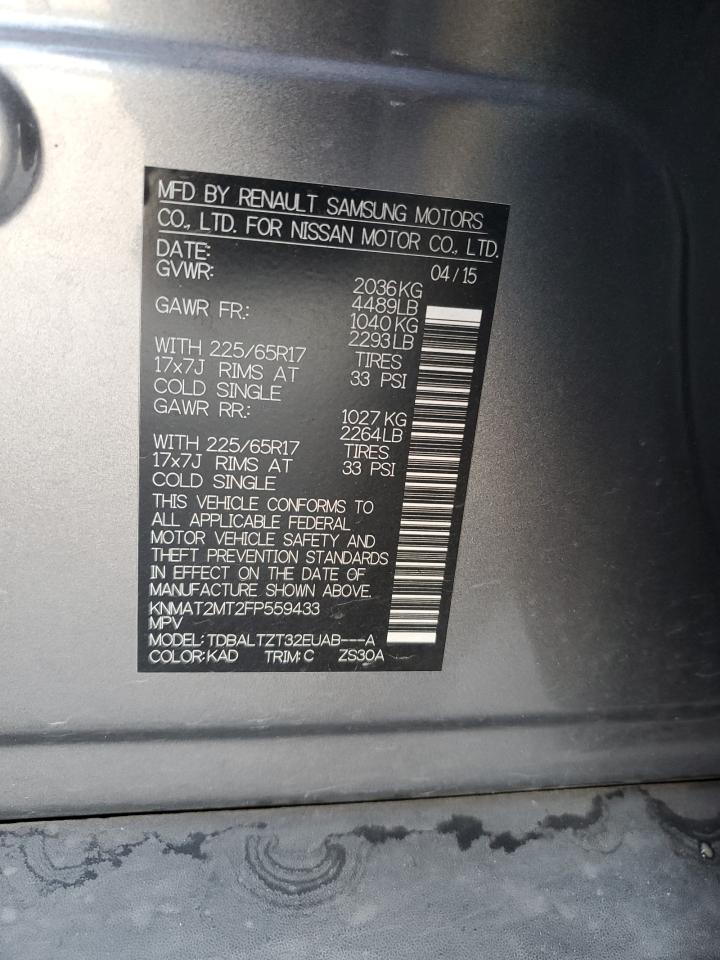 MFD BY RENAULT SAMSUNG MOTORS
CO., LTD. FOR NISSAN MOTOR CO., LTD.
DATE: 04/15
GVWR: 2036KG
4489LB
GAWR FR: 1040KG
2293LB
WITH 225/65R17 TIRES
17x7J RIMS AT 33 PSI
COLD SINGLE
GAWR RR: 1027KG
2264LB
WITH 225/65R17 TIRES
17x7J RIMS AT 33 PSI
COLD SINGLE
THIS VEHICLE CONFORMS TO
ALL APPLICABLE FEDERAL
MOTOR VEHICLE SAFETY AND
THEFT PREVENTION STANDARDS
IN EFFECT ON THE DATE OF
MANUFACTURE SHOWN ABOVE.
KNMAT2MT2FP559433
MPV
MODEL: TDBALTZT32EUAB---A
COLOR: KAD TRIM: C ZS30A